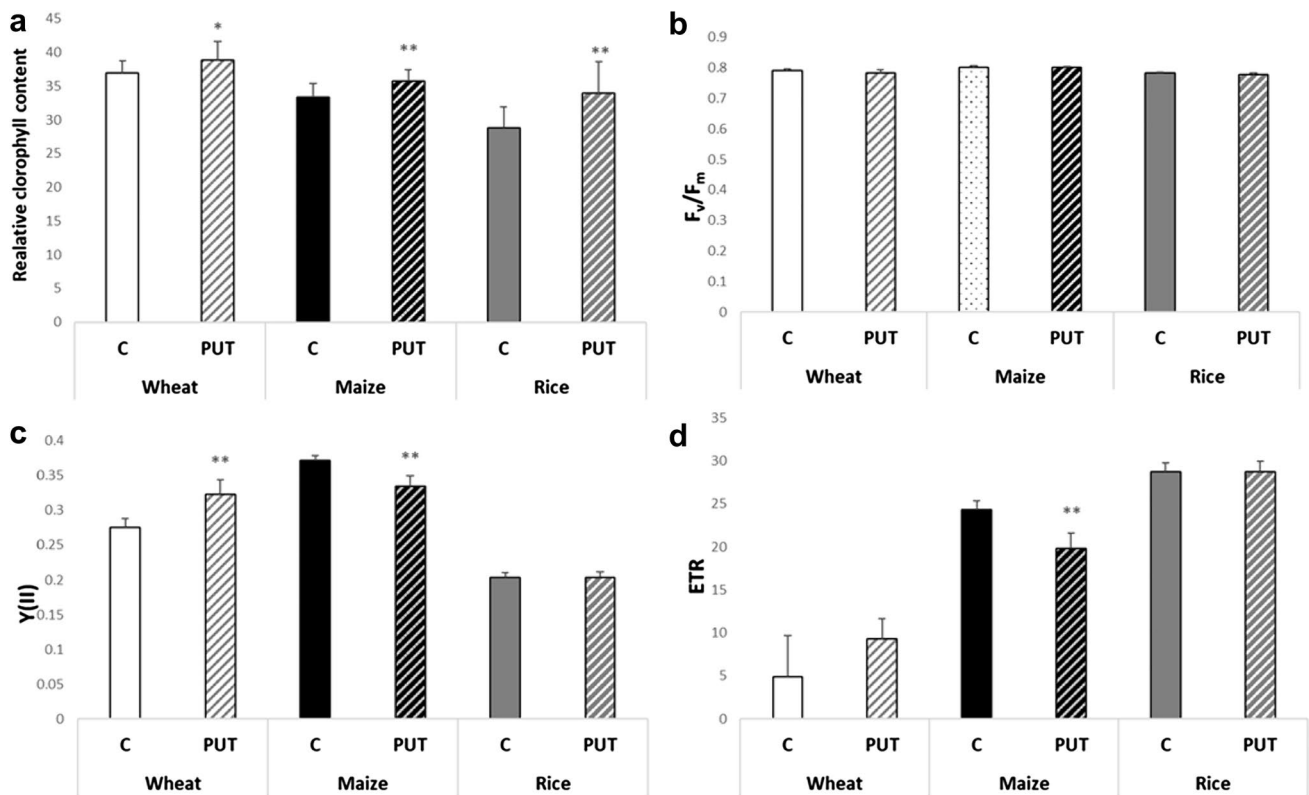 a
Realative clorophyll content
45
40
35
30
25
20
15
10
5
0
*
**
**
C PUT C PUT C PUT
Wheat Maize Rice
b
Fv/Fm
0.9
0.8
0.7
0.6
0.5
0.4
0.3
0.2
0.1
0
C PUT C PUT C PUT
Wheat Maize Rice
c
Y(II)
0.4
0.35
0.3
0.25
0.2
0.15
0.1
0.05
0
**
**
C PUT C PUT C PUT
Wheat Maize Rice
d
ETR
35
30
25
20
15
10
5
0
**
C PUT C PUT C PUT
Wheat Maize Rice